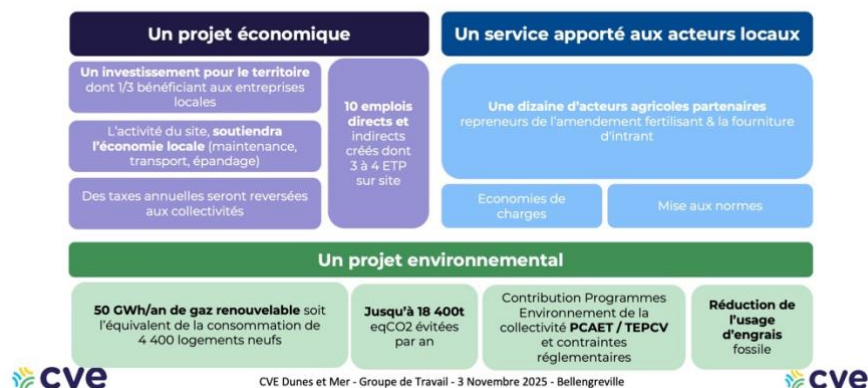 Un projet économique
Un investissement pour le territoire
dont 1/3 bénéficiant aux entreprises
locales
L'activité du site, soutiendra
l'économie locale (maintenance,
transport, épandage)
Des taxes annuelles seront reversées
aux collectivités
10 emplois
directs et
indirects
créés dont
3 à 4 ETP
sur site
Un service apporté aux acteurs locaux
Une dizaine d'acteurs agricoles partenaires
repreneurs de l'amendement fertilisant & la fourniture
d'intrant
Economies de
charges
Mise aux normes
Un projet environnemental
50 GWh/an de gaz renouvelable soit
l'équivalent de la consommation de
4 400 logements neufs
Jusqu'à 18 400t
eqCO2 évitées
par an
Contribution Programmes
Environnement de la
collectivité PCAET / TEPCV
et contraintes
réglementaires
Réduction de
l'usage
d'engrais
fossile
cve
CVE Dunes et Mer - Groupe de Travail - 3 Novembre 2025 - Bellengreville
cve